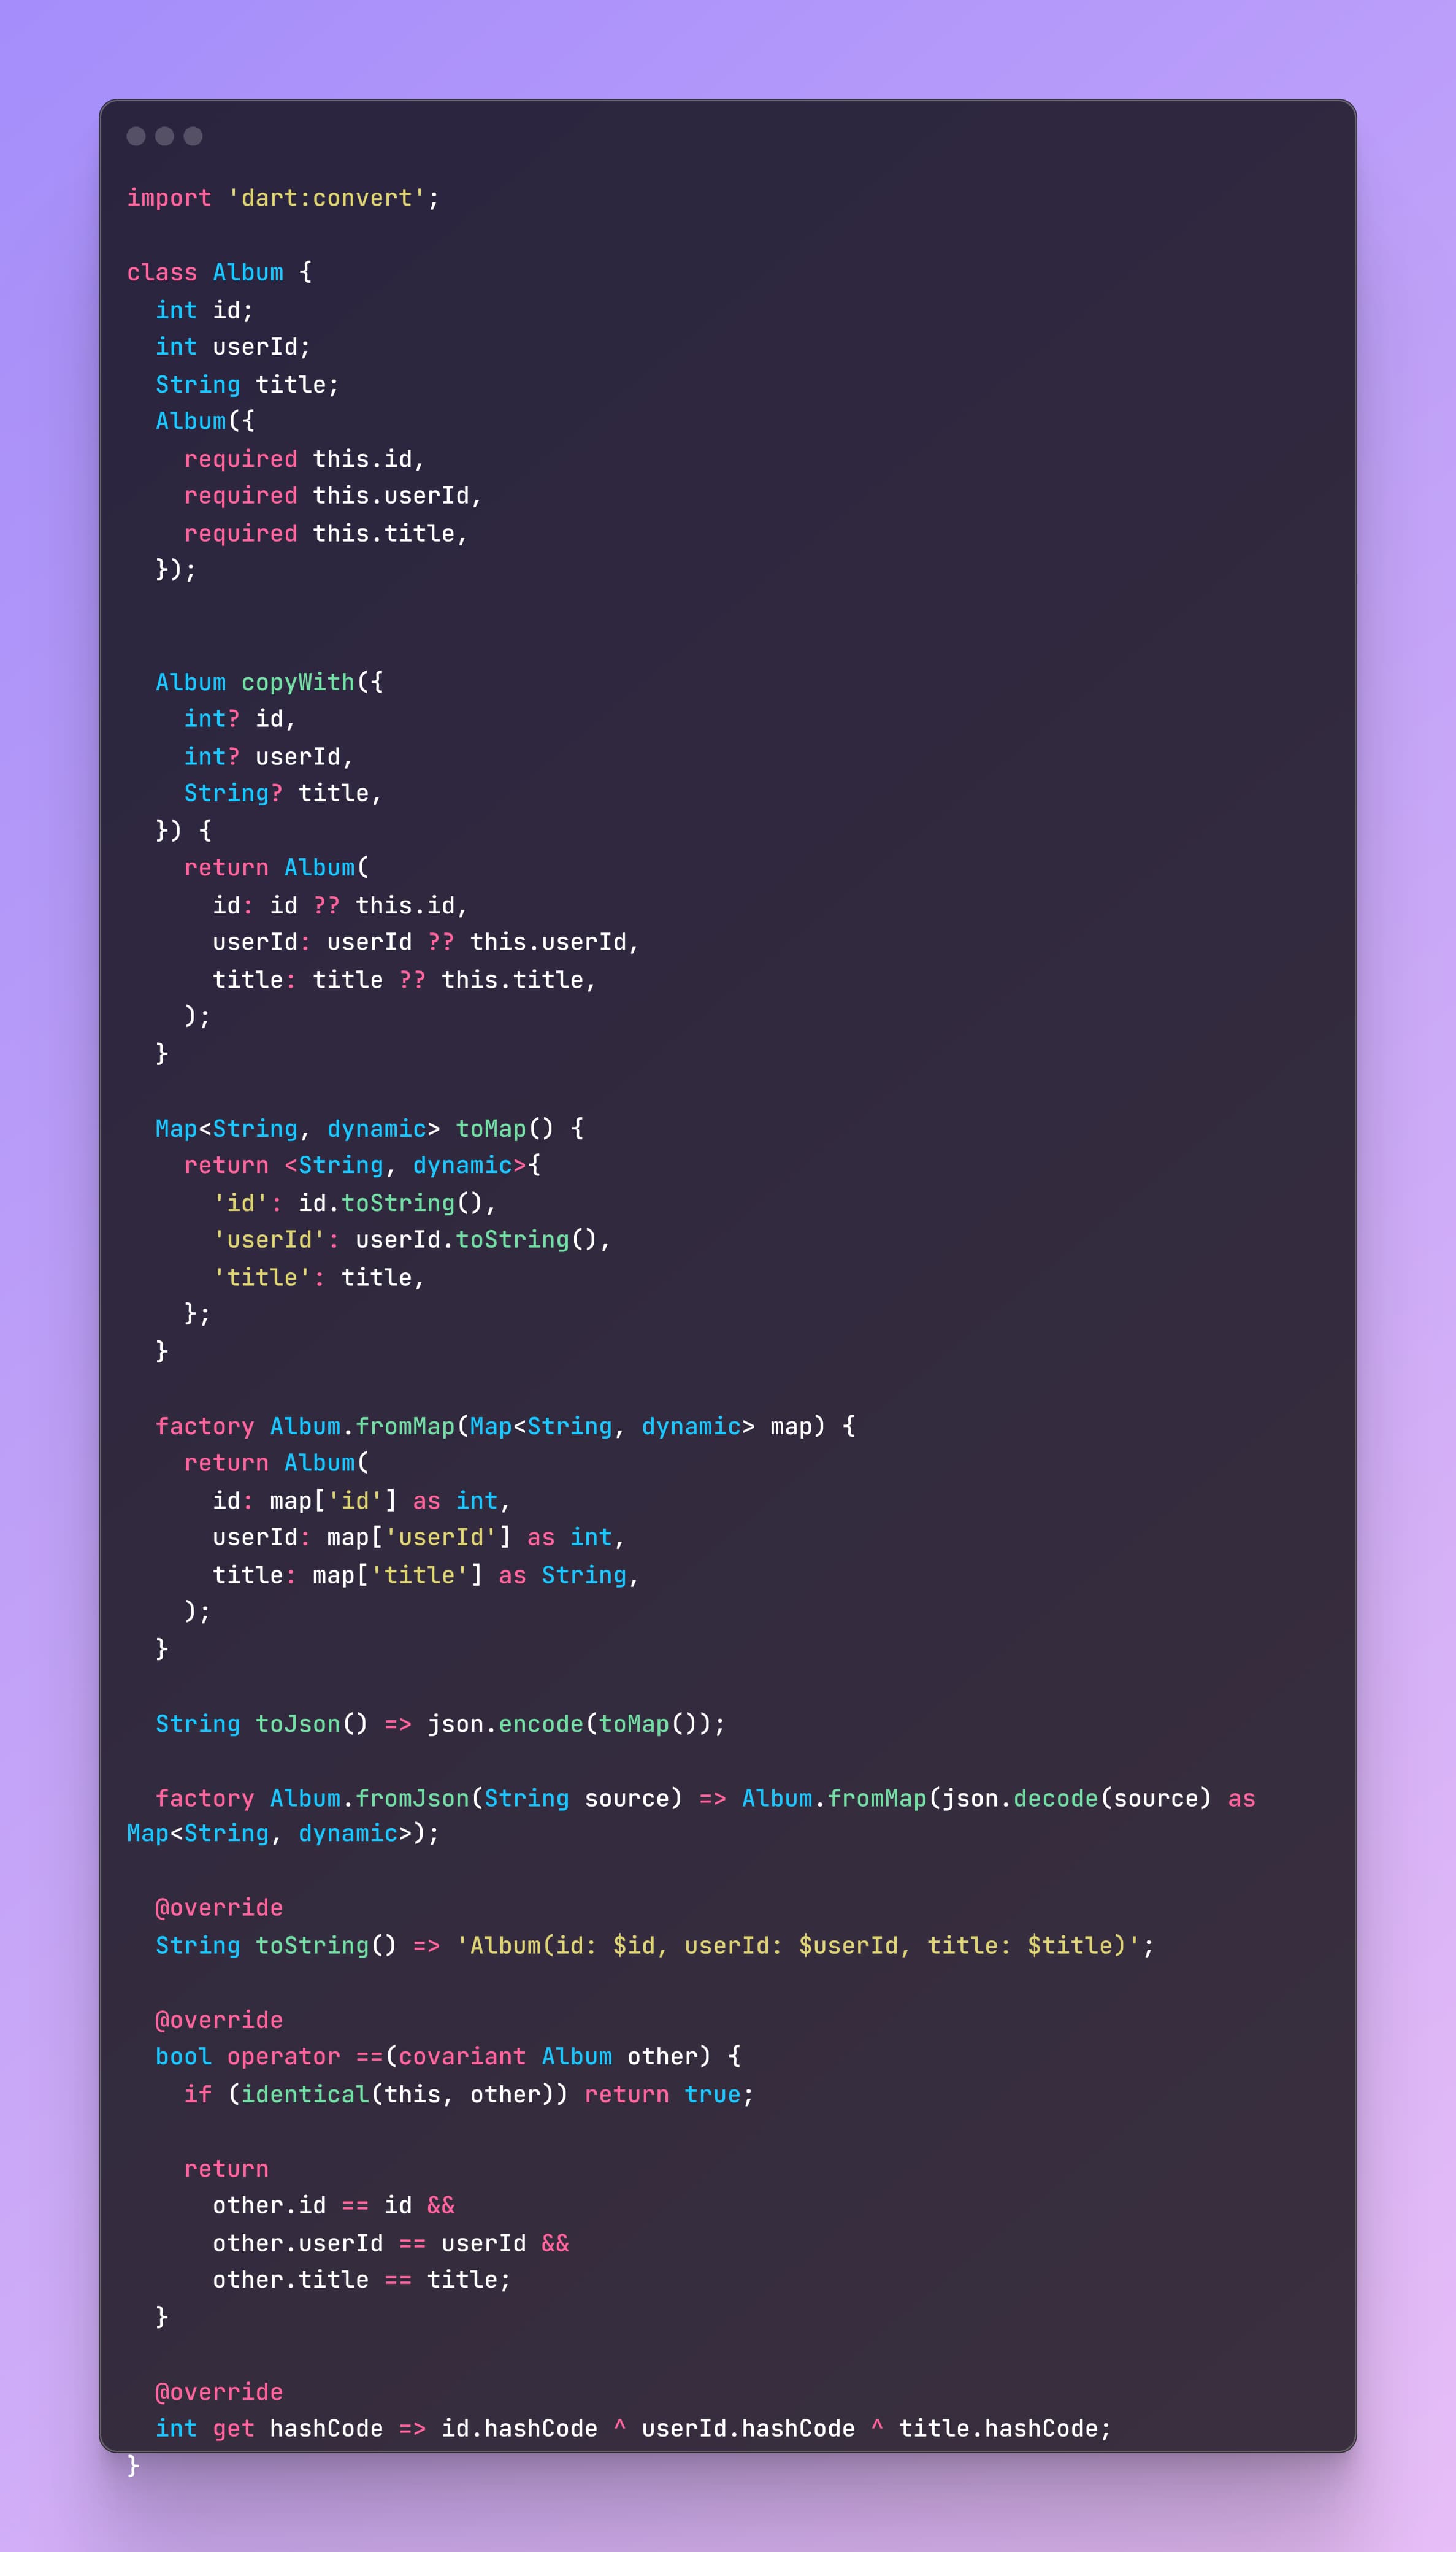 import 'dart:convert';

class Album {
  int id;
  int userId;
  String title;
  Album({
    required this.id,
    required this.userId,
    required this.title,
  });


  Album copyWith({
    int? id,
    int? userId,
    String? title,
  }) {
    return Album(
      id: id ?? this.id,
      userId: userId ?? this.userId,
      title: title ?? this.title,
    );
  }

  Map<String, dynamic> toMap() {
    return <String, dynamic>{
      'id': id.toString(),
      'userId': userId.toString(),
      'title': title,
    };
  }

  factory Album.fromMap(Map<String, dynamic> map) {
    return Album(
      id: map['id'] as int,
      userId: map['userId'] as int,
      title: map['title'] as String,
    );
  }

  String toJson() => json.encode(toMap());

  factory Album.fromJson(String source) => Album.fromMap(json.decode(source) as
Map<String, dynamic>);

  @override
  String toString() => 'Album(id: $id, userId: $userId, title: $title)';

  @override
  bool operator ==(covariant Album other) {
    if (identical(this, other)) return true;

    return
      other.id == id &&
      other.userId == userId &&
      other.title == title;
  }

  @override
  int get hashCode => id.hashCode ^ userId.hashCode ^ title.hashCode;
}